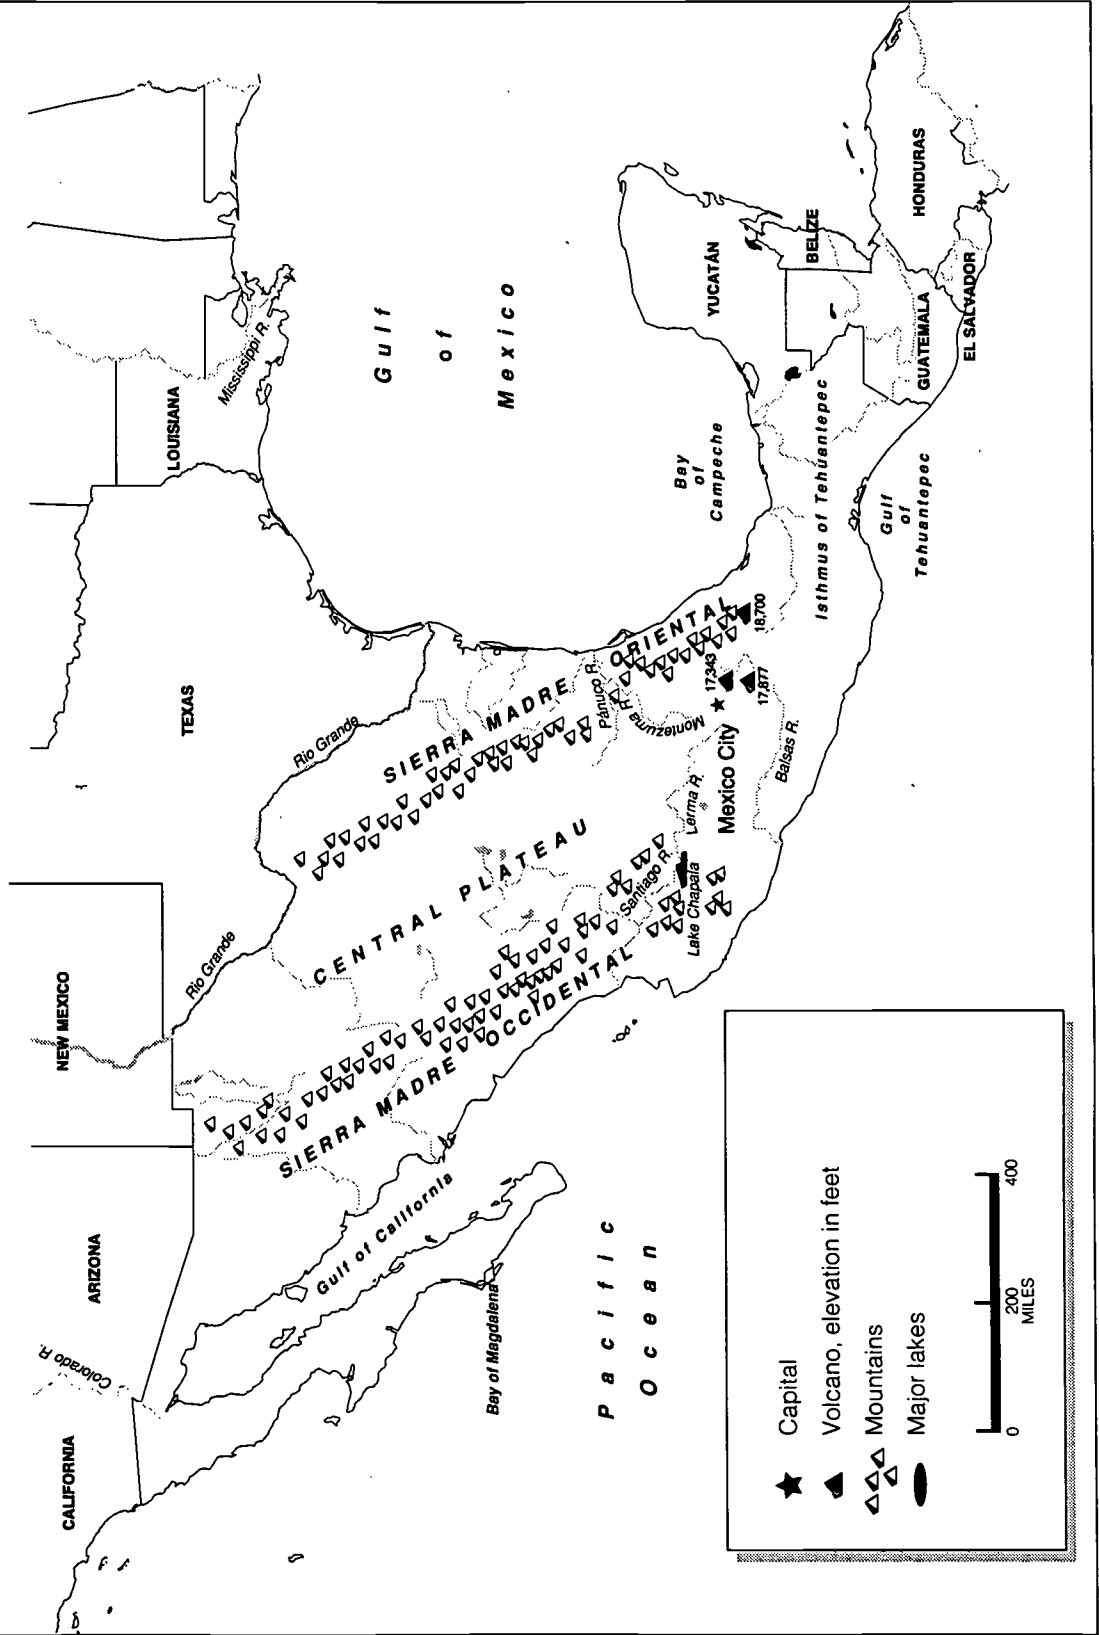 CALIFORNIA
ARIZONA
NEW MEXICO
TEXAS
LOUISIANA
Colorado R.
Rio Grande
Rio Grande
Mississippi R.
Gulf of California
SIERRA MADRE OCCIDENTAL
CENTRAL PLATEAU
SIERRA MADRE ORIENTAL
Gulf
of
Mexico
Bay of Magdalena
Pacific
Ocean
Santiago R.
Lake Chapala
Lerma R.
Pánuco R.
Montezuma R.
Mexico City
17,343
17,877
18,700
Balsas R.
Bay
of
Campeche
YUCATÁN
BELIZE
Isthmus of Tehuantepec
Gulf
of
Tehuantepec
GUATEMALA
HONDURAS
EL SALVADOR
Capital
Volcano, elevation in feet
Mountains
Major lakes
0 200 400
MILES